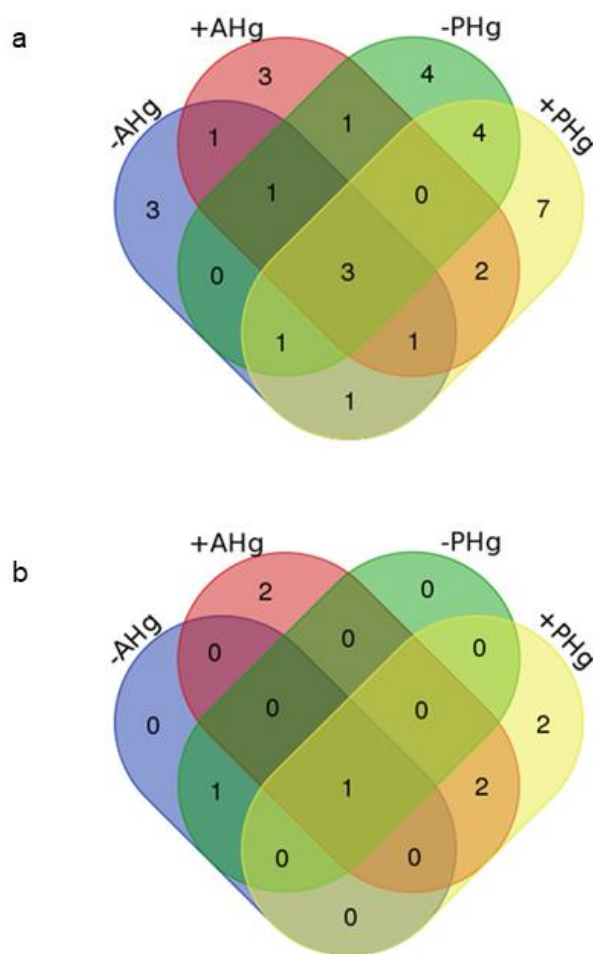 a
+AHg -PHg
-AHg +PHg
3 4
1 1 4
3 1 0 7
0 3 2
1 1
1
b
+AHg -PHg
-AHg +PHg
2 0
0 0 0
0 0 0 2
1 1 2
0 0
0